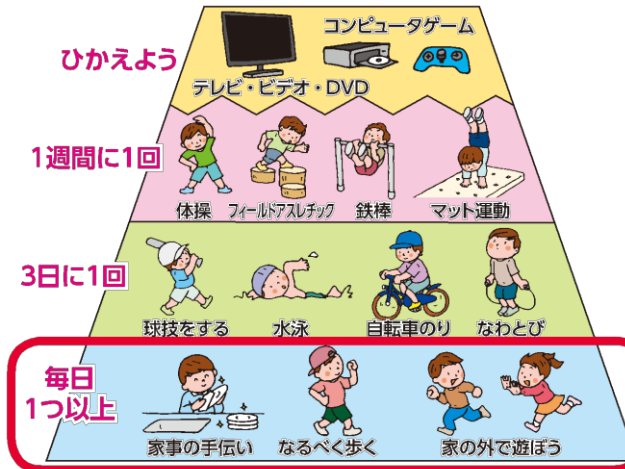 ひかえよう
コンピュータゲーム
テレビ・ビデオ・DVD
1週間に1回
体操
フィールドアスレチック
鉄棒
マット運動
3日に1回
球技をする
水泳
自転車のり
なわとび
毎日
1つ以上
家事の手伝い
なるべく歩く
家の外で遊ぼう